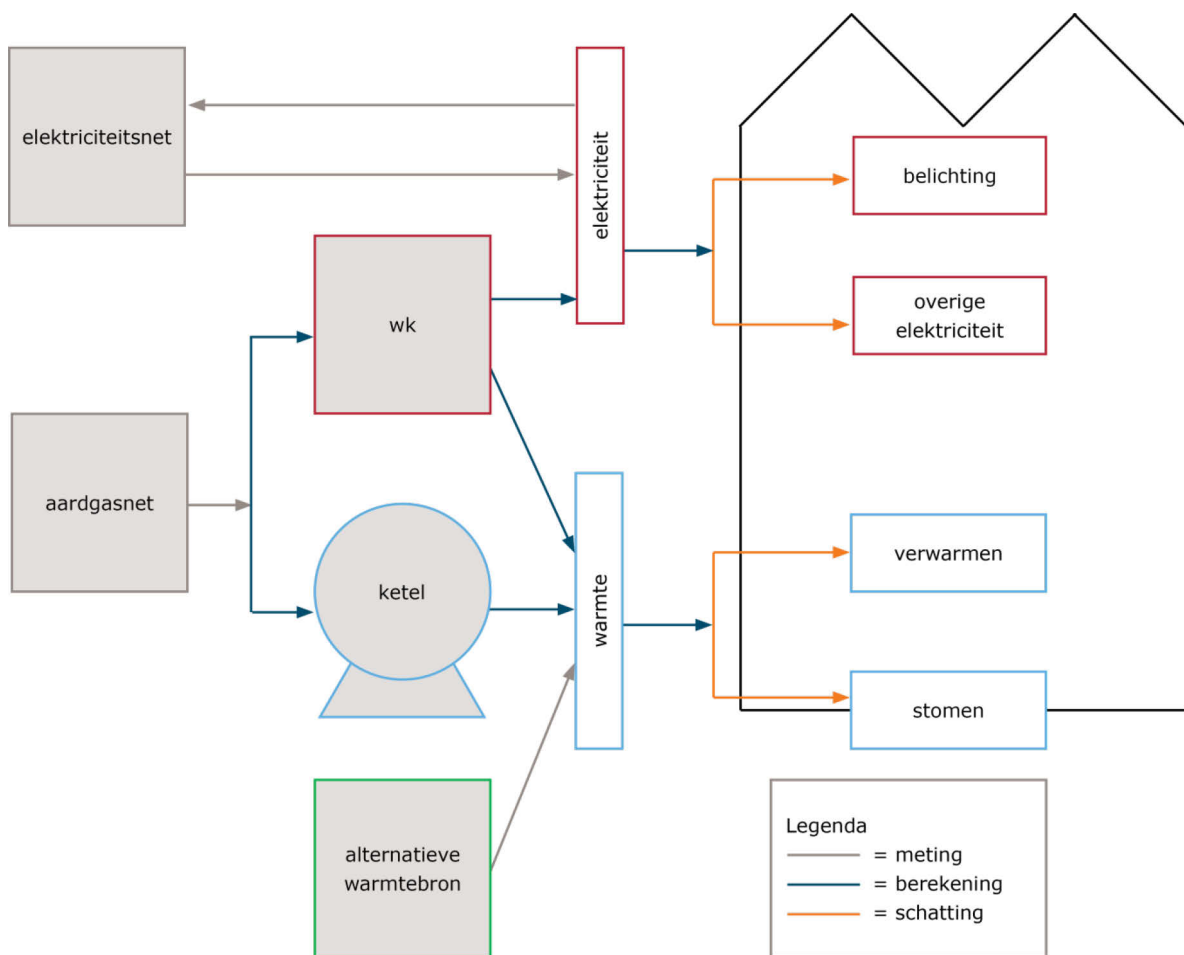 elektriciteitsnet
elektriciteit
belichting
overige
elektriciteit
wk
aardgasnet
ketel
warmte
verwarmen
stomen
alternatieve
warmtebron
Legenda
= meting
= berekening
= schatting